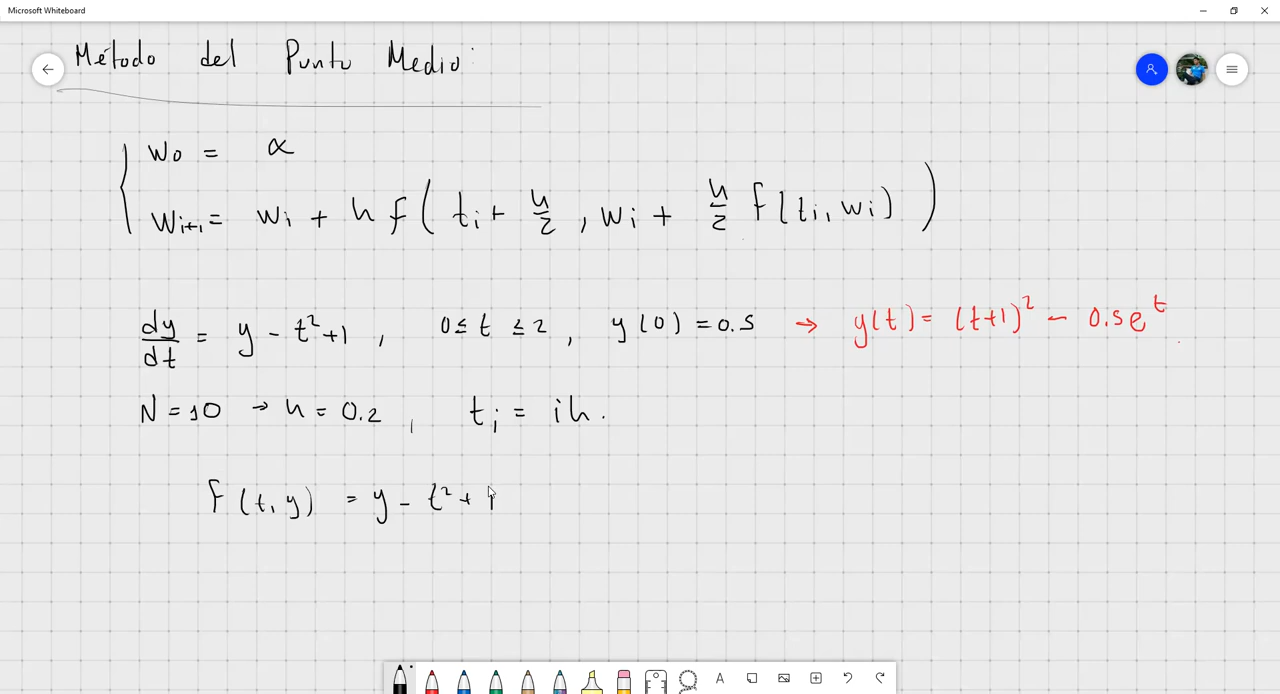 Microsoft Whiteboard
Método del Punto Medio:
w0 = α
wi+1 = wi + h f( ti + h/2 , wi + h/2 f(ti, wi) )
dy/dt = y - t²+1, 0 ≤ t ≤ 2, y(0) = 0.5 → y(t) = (t+1)² - 0.5e^t
N = 10 → h = 0.2, ti = ih.
f(t, y) = y - t² + 1
A